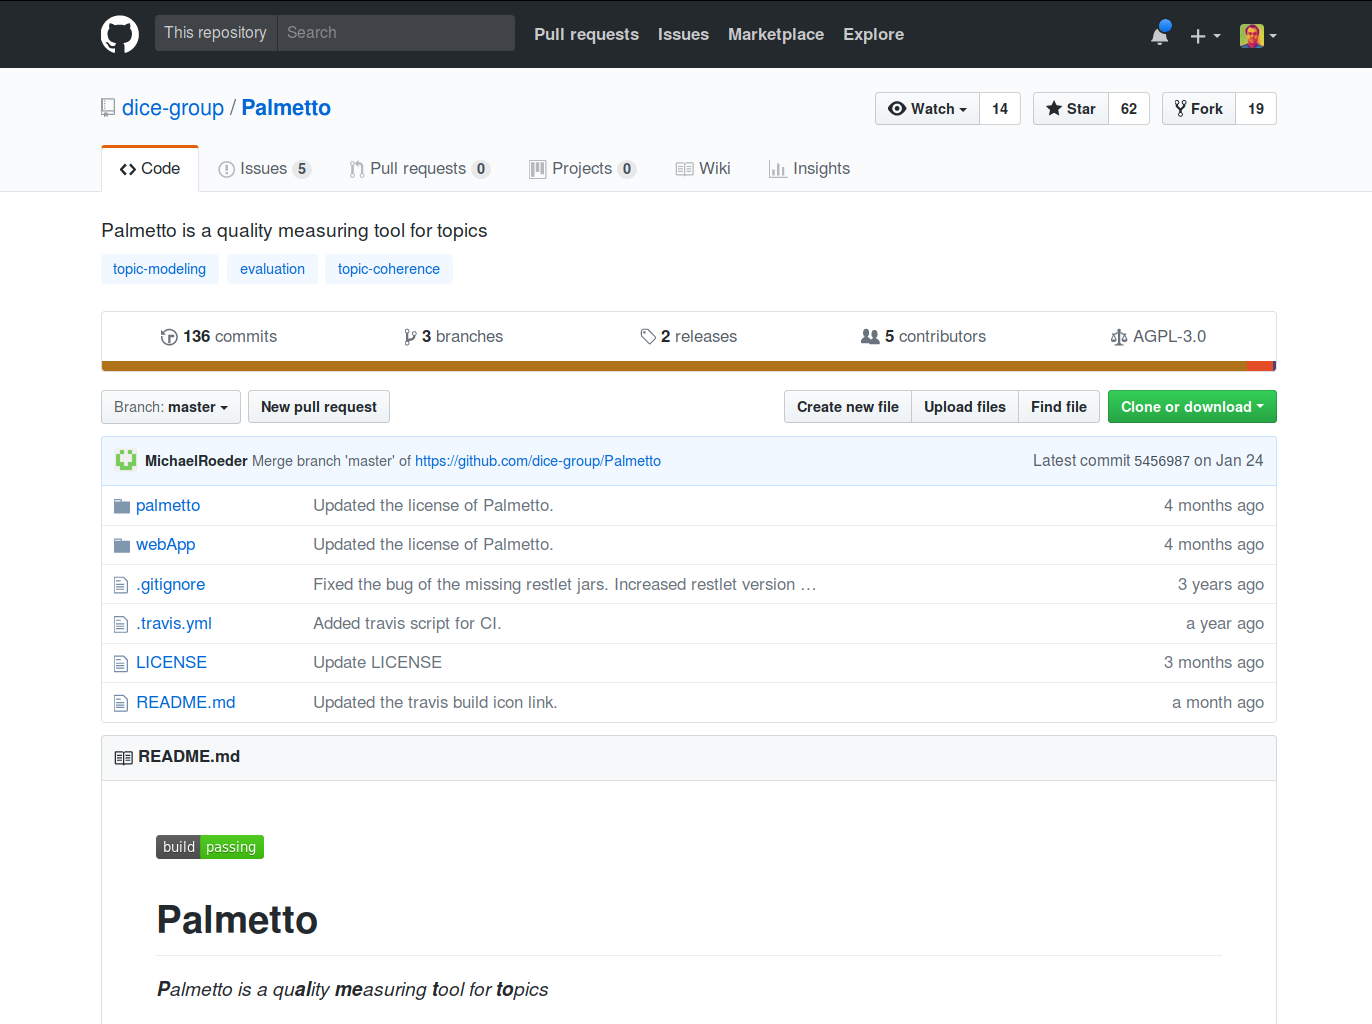 This repository Search Pull requests Issues Marketplace Explore
dice-group / Palmetto Watch 14 Star 62 Fork 19
Code Issues 5 Pull requests 0 Projects 0 Wiki Insights
Palmetto is a quality measuring tool for topics
topic-modeling evaluation topic-coherence
136 commits 3 branches 2 releases 5 contributors AGPL-3.0
Branch: master New pull request Create new file Upload files Find file Clone or download
MichaelRoeder Merge branch 'master' of https://github.com/dice-group/Palmetto Latest commit 5456987 on Jan 24
palmetto Updated the license of Palmetto. 4 months ago
webApp Updated the license of Palmetto. 4 months ago
.gitignore Fixed the bug of the missing restlet jars. Increased restlet version … 3 years ago
.travis.yml Added travis script for CI. a year ago
LICENSE Update LICENSE 3 months ago
README.md Updated the travis build icon link. a month ago
README.md
build passing
Palmetto
Palmetto is a quality measuring tool for topics